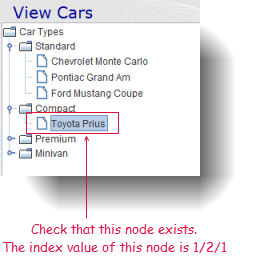 View Cars
Car Types
Standard
Chevrolet Monte Carlo
Pontiac Grand Am
Ford Mustang Coupe
Compact
Toyota Prius
Premium
Minivan
Check that this node exists.
The index value of this node is 1/2/1